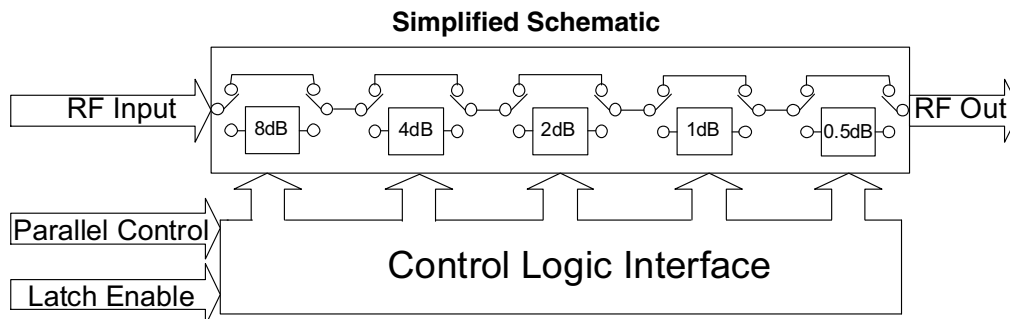 Simplified Schematic
RF Input
8dB
4dB
2dB
1dB
0.5dB
RF Out
Parallel Control
Control Logic Interface
Latch Enable